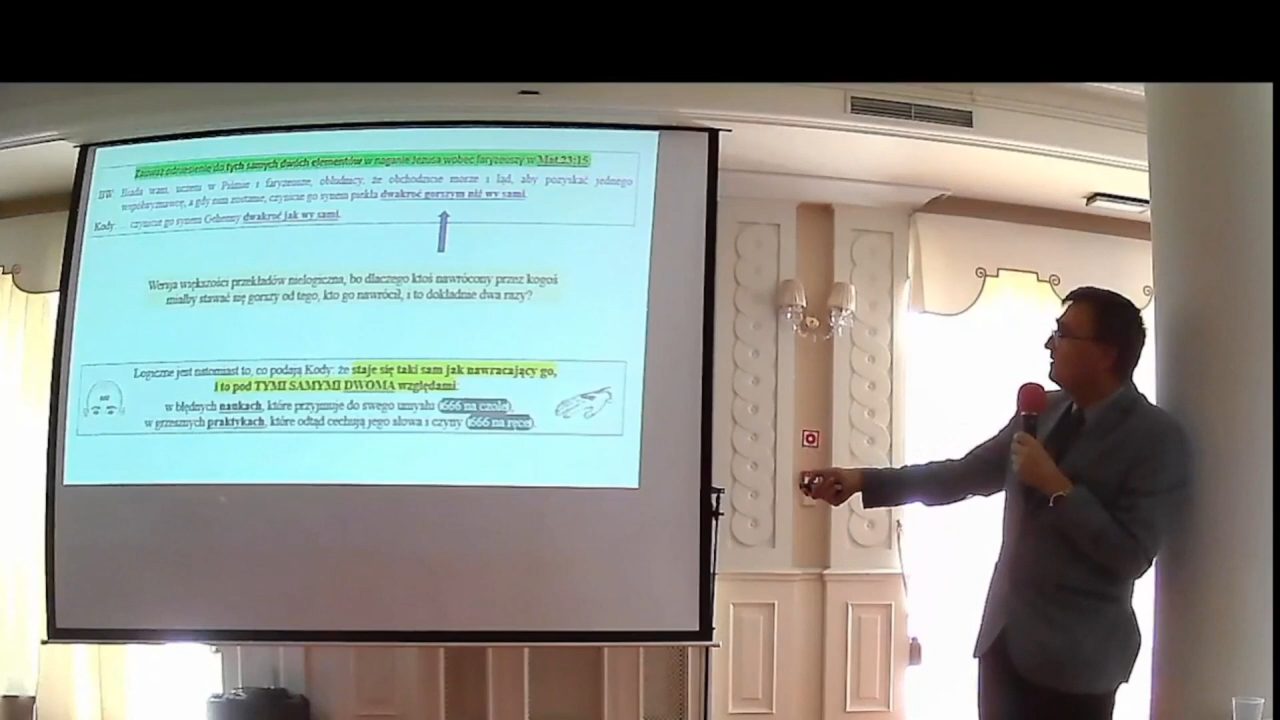 Zawarł odniesienie do tych samych dwóch elementów w naganie Jezusa wobec faryzeuszy w Mat.23:15:
BW: Biada wam, uczeni w Piśmie i faryzeusze, obłudnicy, że obchodzicie morze i ląd, aby pozyskać jednego
współwyznawcę, a gdy nim zostanie, czynicie go synem piekła dwakroć gorszym niż wy sami.
Kody: ... czynicie go synem Gehenny dwakroć jak wy sami.
Wersja większości przekładów nielogiczna, bo dlaczego ktoś nawrócony przez kogoś
miałby stawać się gorszy od tego, kto go nawrócił, i to dokładnie dwa razy?
Logiczne jest natomiast to, co podają Kody: że staje się taki sam jak nawracający go,
i to pod TYMI SAMYMI DWOMA względami:
w błędnych naukach, które przyjmuje do swego umysłu (666 na czole),
w grzesznych praktykach, które odtąd cechują jego słowa i czyny (666 na ręce).
666